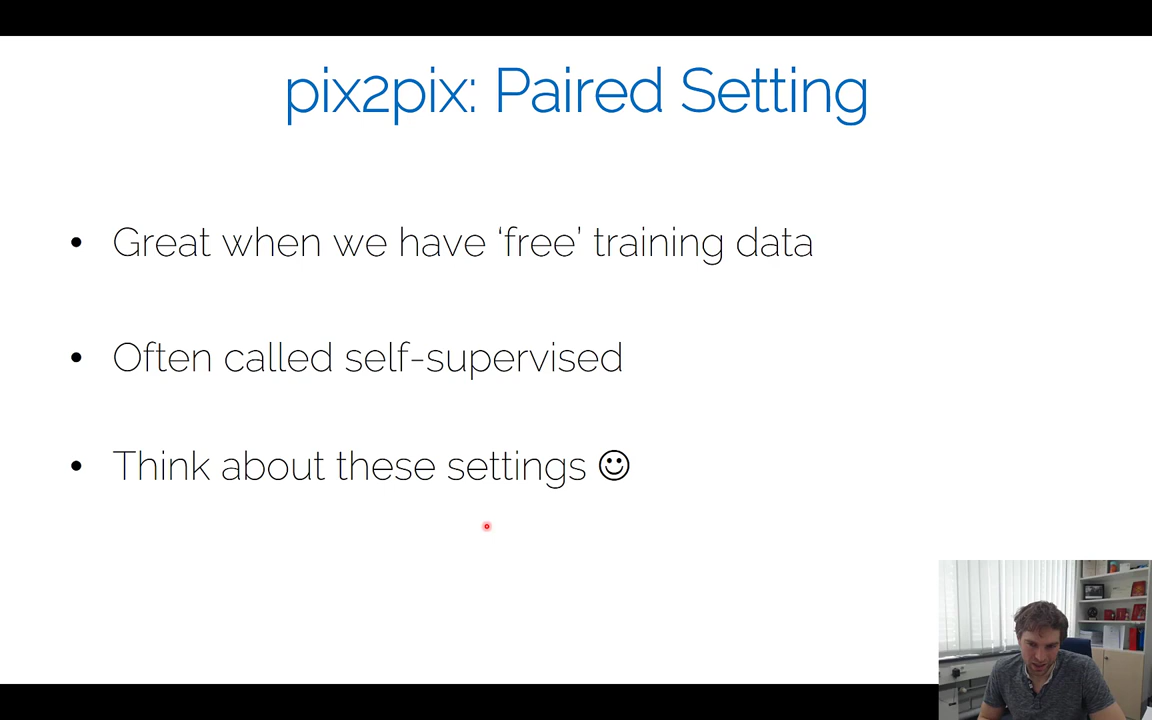 pix2pix: Paired Setting
• Great when we have ‘free’ training data
• Often called self-supervised
• Think about these settings ☺